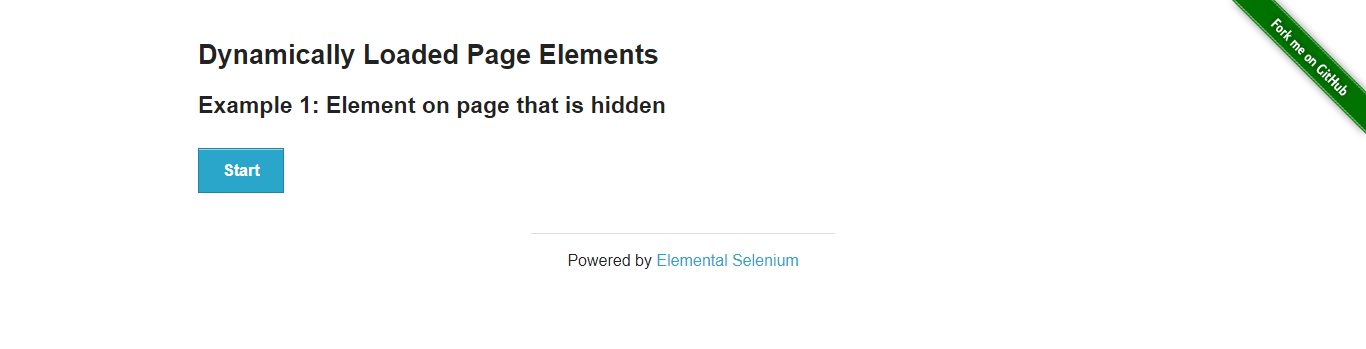 Dynamically Loaded Page Elements
Fork me on GitHub
Example 1: Element on page that is hidden
Start
Powered by Elemental Selenium